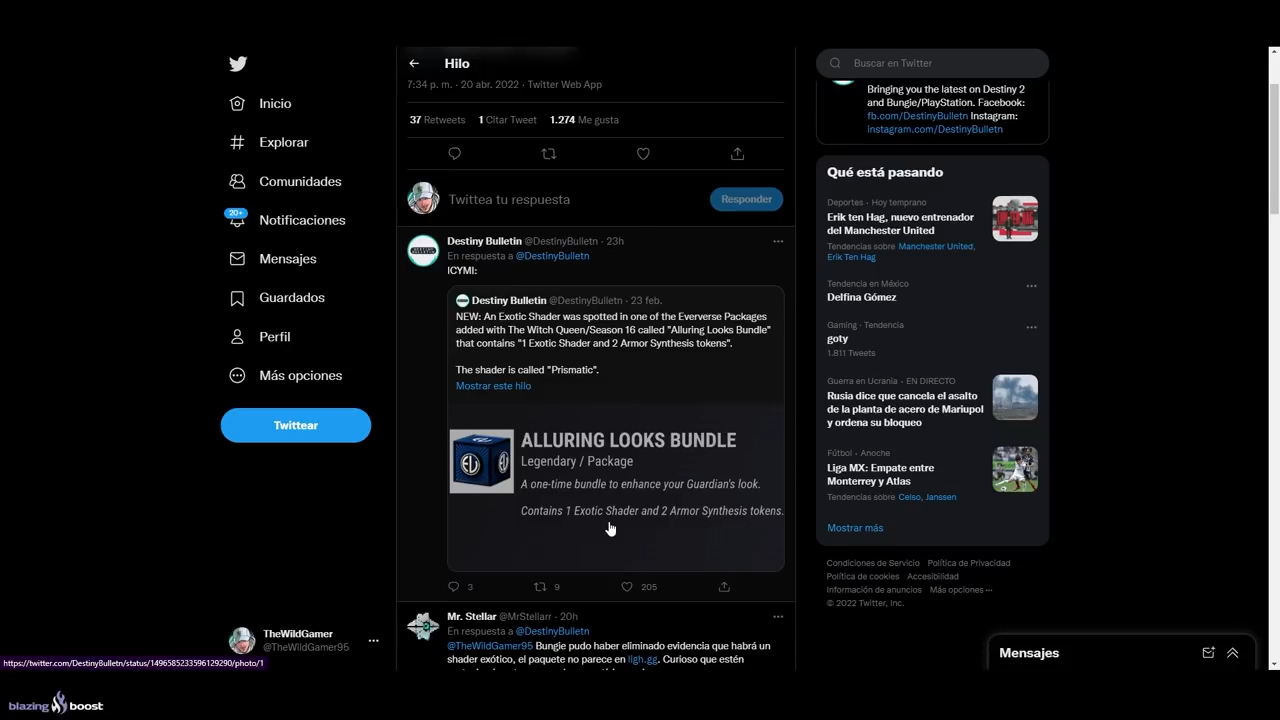 Inicio
Explorar
Comunidades
20+
Notificaciones
Mensajes
Guardados
Perfil
Más opciones
Twittear
TheWildGamer
@TheWildGamer95
https://twitter.com/DestinyBulletn/status/1496585233596129290/photo/1
blazing boost
Hilo
7:34 p. m. · 20 abr. 2022 · Twitter Web App
37 Retweets 1 Citar Tweet 1.274 Me gusta
Twittea tu respuesta
Responder
Destiny Bulletin @DestinyBulletn · 23h
En respuesta a @DestinyBulletn
ICYMI:
Destiny Bulletin @DestinyBulletn · 23 feb.
NEW: An Exotic Shader was spotted in one of the Eververse Packages
added with The Witch Queen/Season 16 called "Alluring Looks Bundle"
that contains "1 Exotic Shader and 2 Armor Synthesis tokens".
The shader is called "Prismatic".
Mostrar este hilo
ALLURING LOOKS BUNDLE
Legendary / Package
A one-time bundle to enhance your Guardian's look.
Contains 1 Exotic Shader and 2 Armor Synthesis tokens.
3 9 205
Mr. Stellar @MrStellarr · 20h
En respuesta a @DestinyBulletn
@TheWildGamer95 Bungie pudo haber eliminado evidencia que habrá un
shader exótico, el paquete no parece en ligh.gg. Curioso que estén
Buscar en Twitter
Bringing you the latest on Destiny 2
and Bungie/PlayStation. Facebook:
fb.com/DestinyBulletn Instagram:
instagram.com/DestinyBulletn
Qué está pasando
Deportes · Hoy temprano
Erik ten Hag, nuevo entrenador
del Manchester United
Tendencias sobre Manchester United,
Erik Ten Hag
Tendencia en México
Delfina Gómez
Gaming · Tendencia
goty
1.811 Tweets
Guerra en Ucrania · EN DIRECTO
Rusia dice que cancela el asalto
de la planta de acero de Mariupol
y ordena su bloqueo
Fútbol · Anoche
Liga MX: Empate entre
Monterrey y Atlas
Tendencias sobre Celso, Janssen
Mostrar más
Condiciones de Servicio Política de Privacidad
Política de cookies Accesibilidad
Información de anuncios Más opciones ···
© 2022 Twitter, Inc.
Mensajes